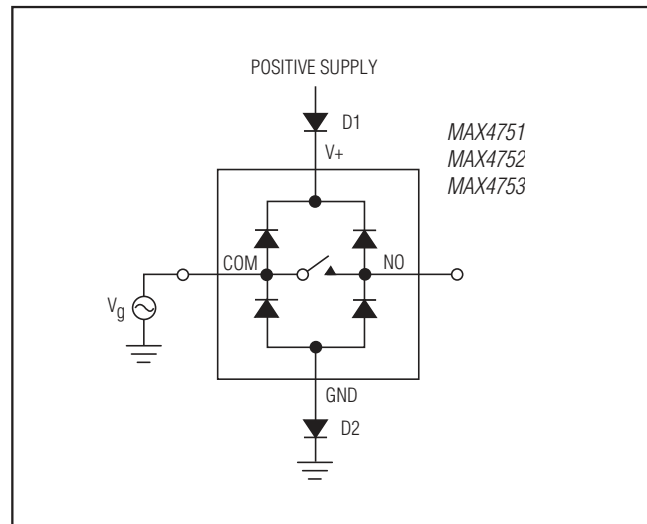 POSITIVE SUPPLY
D1
V+
MAX4751
MAX4752
MAX4753
COM
NO
Vg
GND
D2